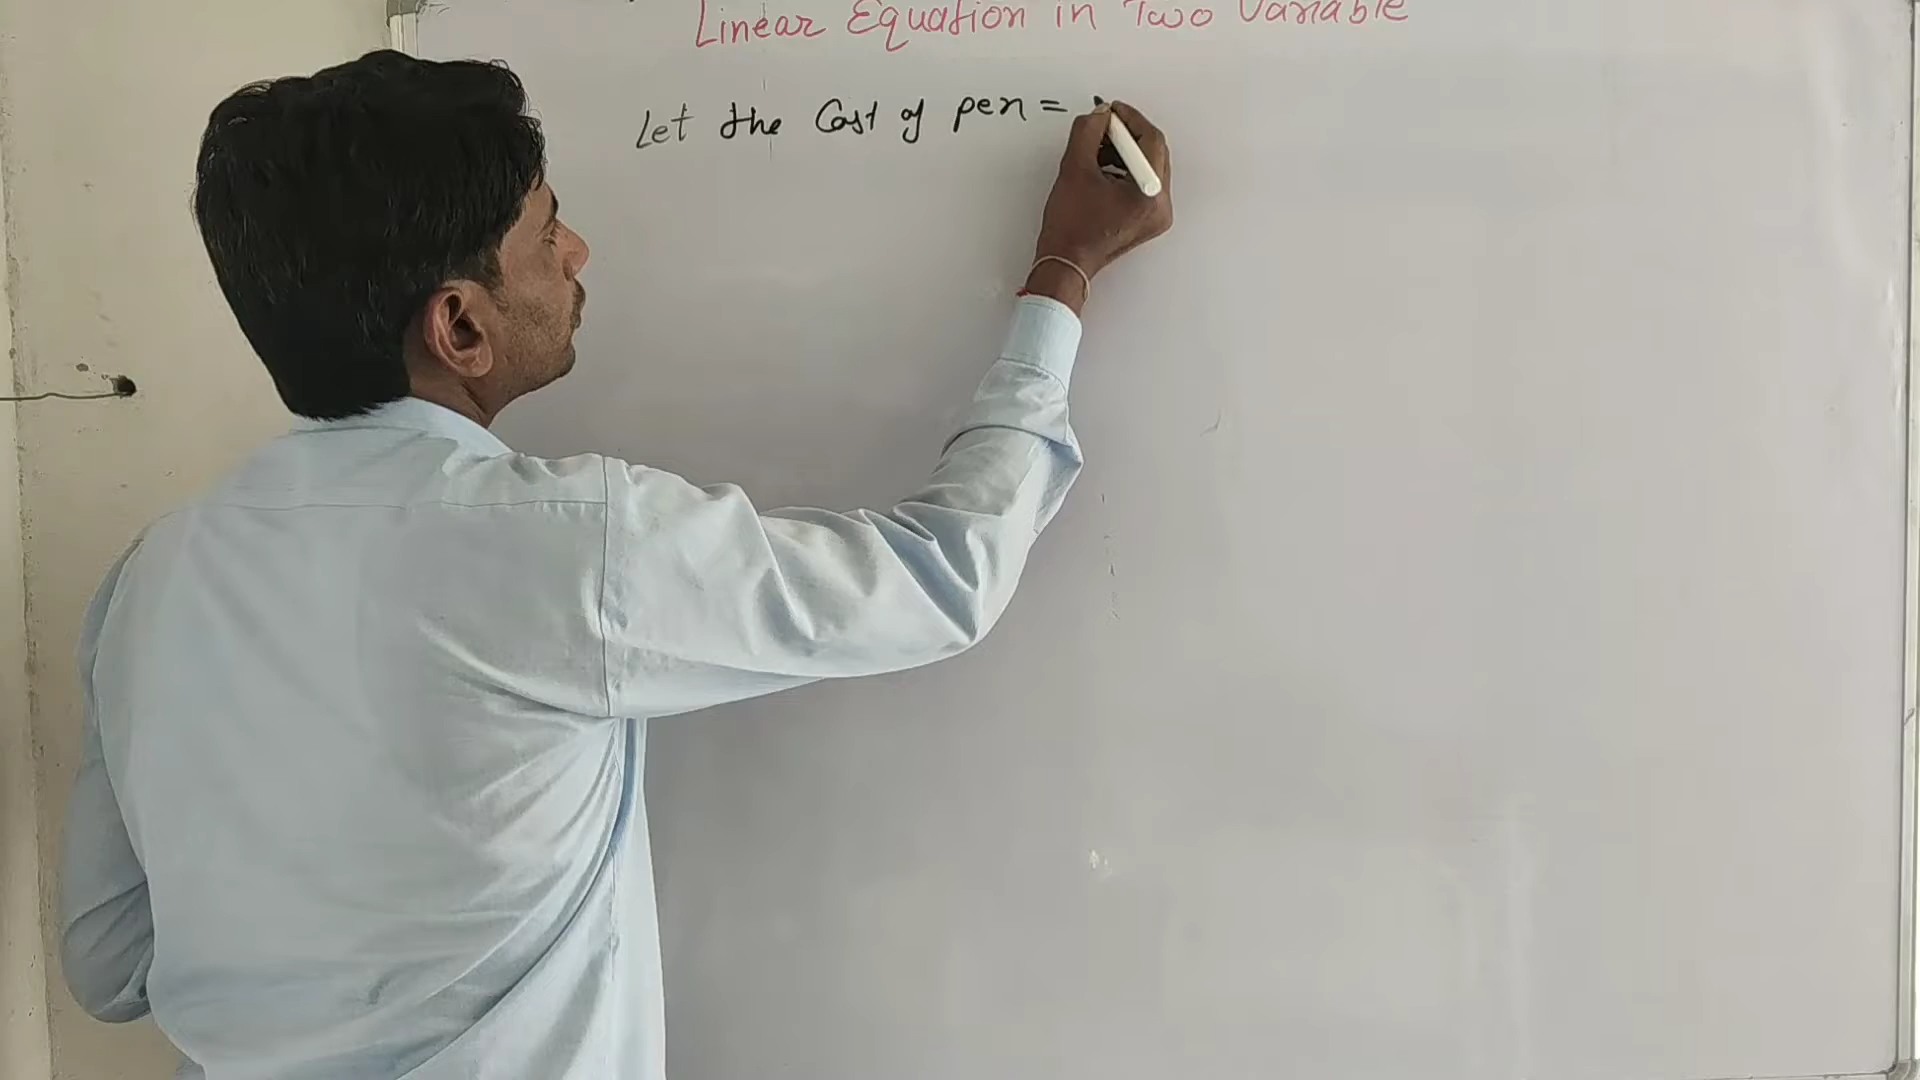 Linear Equation in Two Variable
Let the Cost of pen =